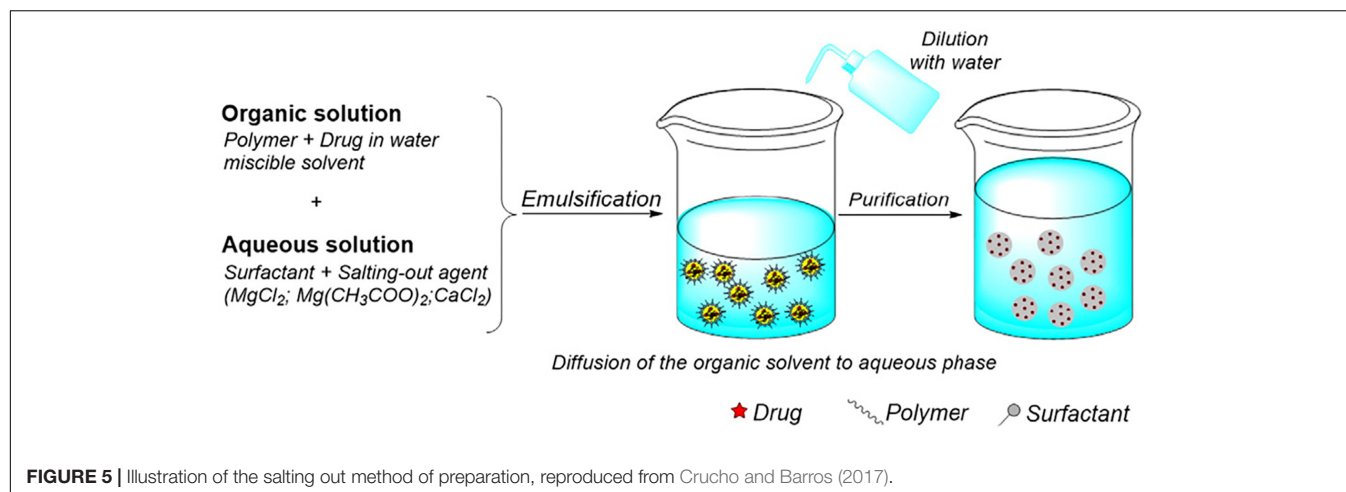 Organic solution
Polymer + Drug in water
miscible solvent
+
Aqueous solution
Surfactant + Salting-out agent
(MgCl₂; Mg(CH₃COO)₂;CaCl₂)
Emulsification
Dilution
with water
Purification
Diffusion of the organic solvent to aqueous phase
Drug
Polymer
Surfactant
FIGURE 5 | Illustration of the salting out method of preparation, reproduced from Crucho and Barros (2017).